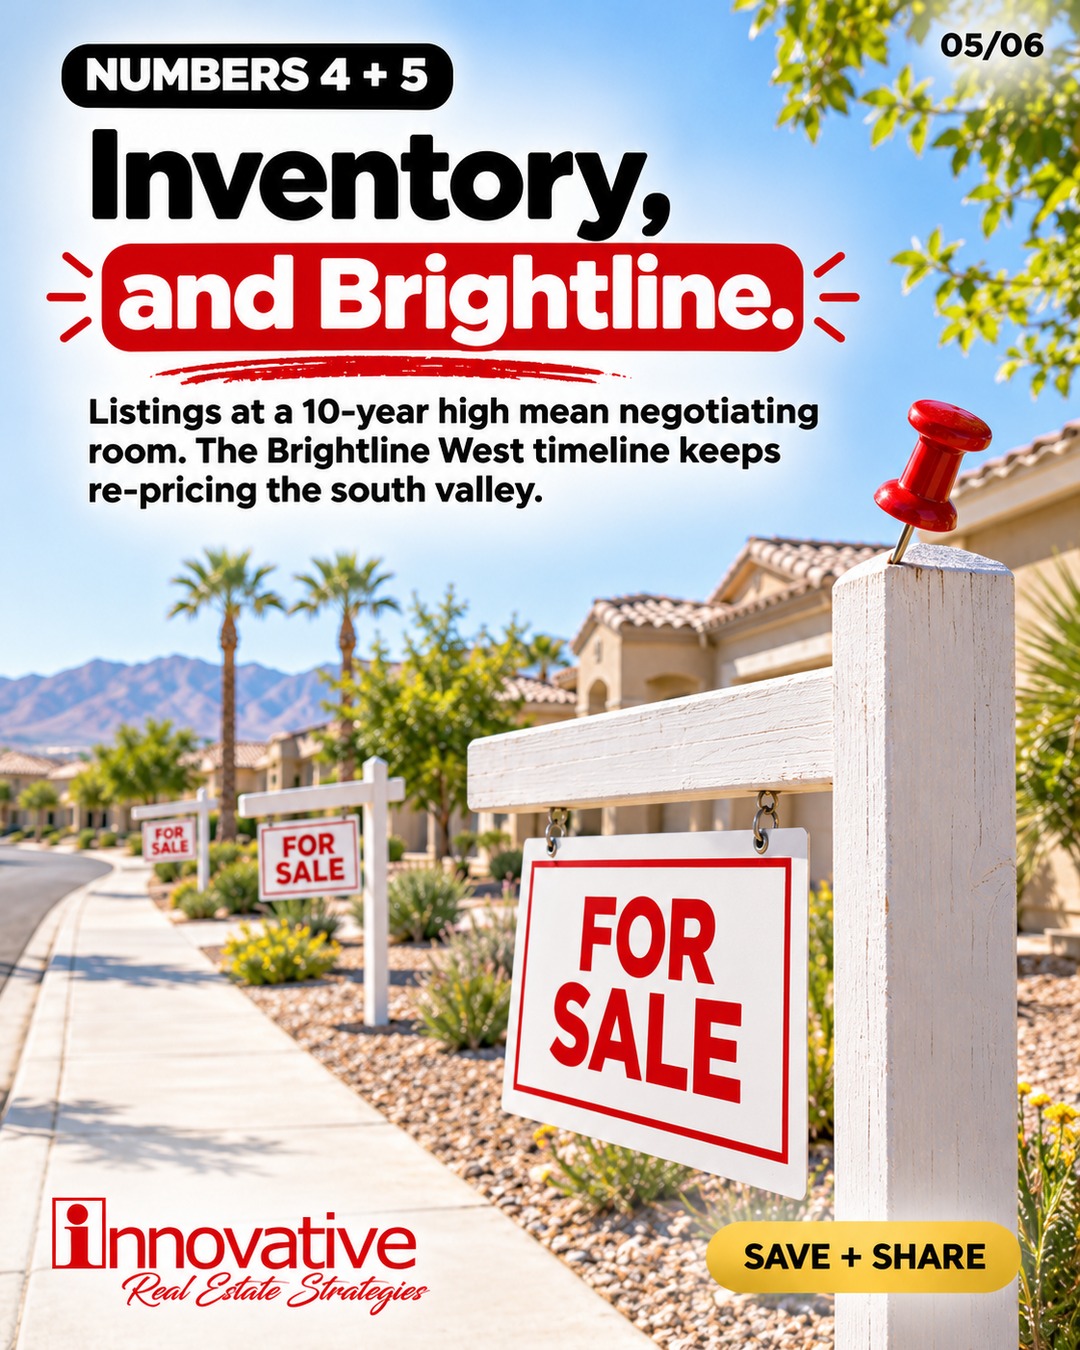 NUMBERS 4 + 5
05/06
Inventory,
and Brightline.
Listings at a 10-year high mean negotiating
room. The Brightline West timeline keeps
re-pricing the south valley.
FOR
SALE
FOR
SALE
FOR
SALE
innovative
Real Estate Strategies
SAVE + SHARE